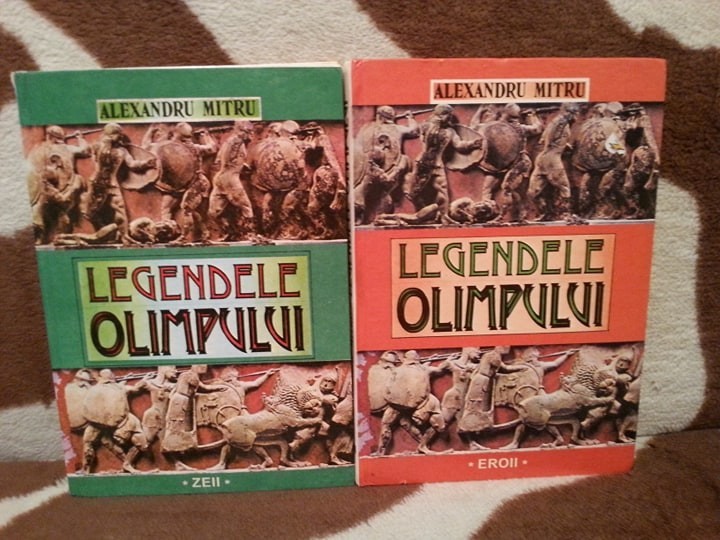 ALEXANDRU MITRU
LEGENDELE
OLIMPULUI
• ZEII •
ALEXANDRU MITRU
LEGENDELE
OLIMPULUI
• EROII •